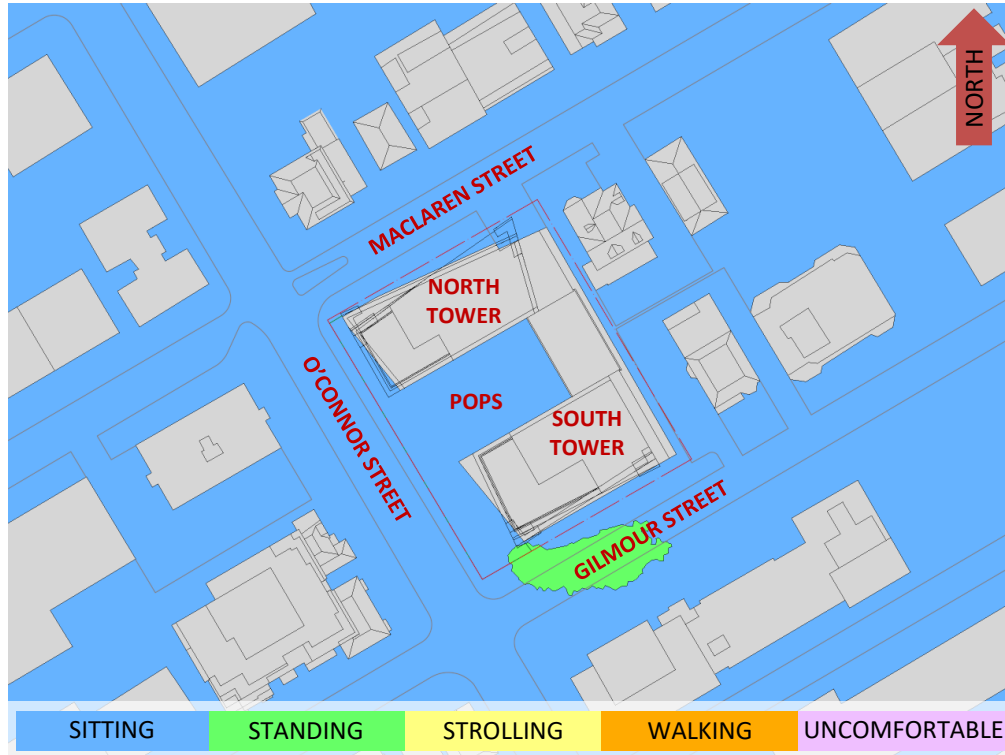 NORTH
MACLAREN STREET
NORTH
TOWER
O'CONNOR STREET
POPS
SOUTH
TOWER
GILMOUR STREET
SITTING
STANDING
STROLLING
WALKING
UNCOMFORTABLE